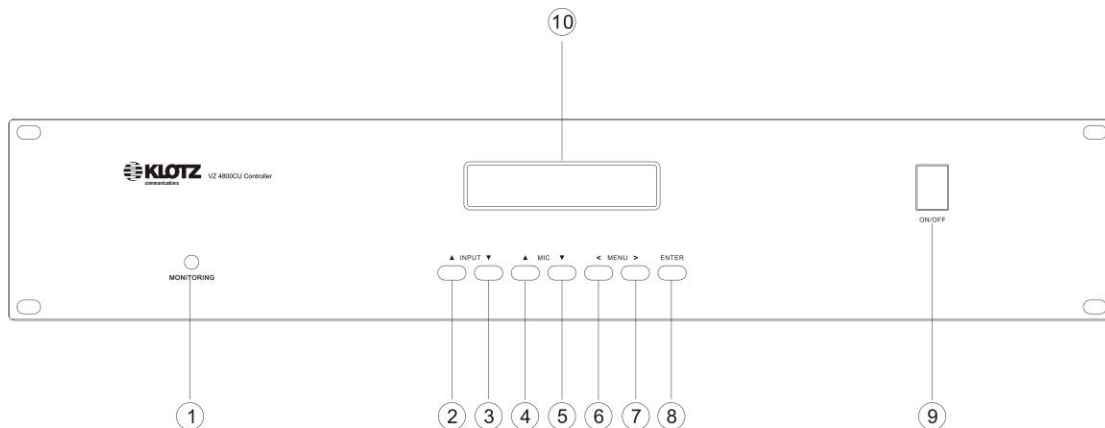 10
KLOTZ
communications
VZ 4800CU Controller
ON/OFF
▲ INPUT ▼
▲ MIC ▼
< MENU >
ENTER
MONITORING
1
2
3
4
5
6
7
8
9